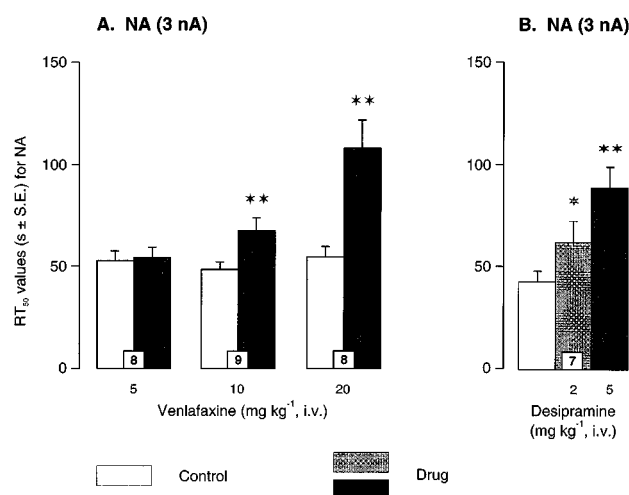 A. NA (3 nA)
B. NA (3 nA)
RT₅₀ values (s ± S.E.) for NA
150
100
50
0
**
**
8
9
8
5
10
20
Venlafaxine (mg kg⁻¹, i.v.)
150
100
50
0
*
**
7
2
5
Desipramine
(mg kg⁻¹, i.v.)
Control
Drug